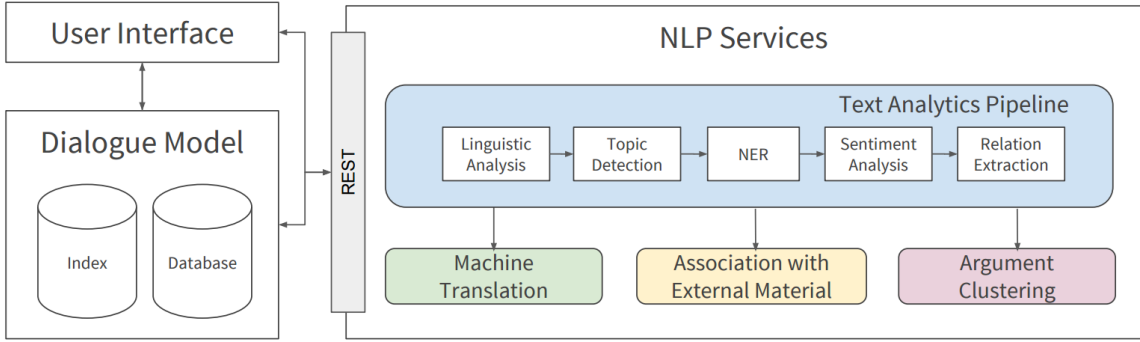 User Interface
Dialogue Model
Index
Database
REST
NLP Services
Text Analytics Pipeline
Linguistic
Analysis
Topic
Detection
NER
Sentiment
Analysis
Relation
Extraction
Machine
Translation
Association with
External Material
Argument
Clustering